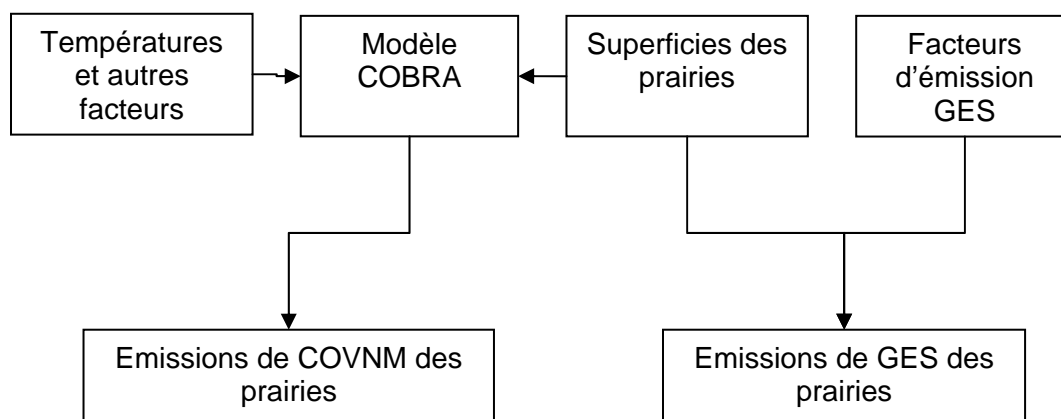 Températures
et autres
facteurs
Modèle
COBRA
Superficies des
prairies
Facteurs
d'émission
GES
Emissions de COVNM des
prairies
Emissions de GES des
prairies